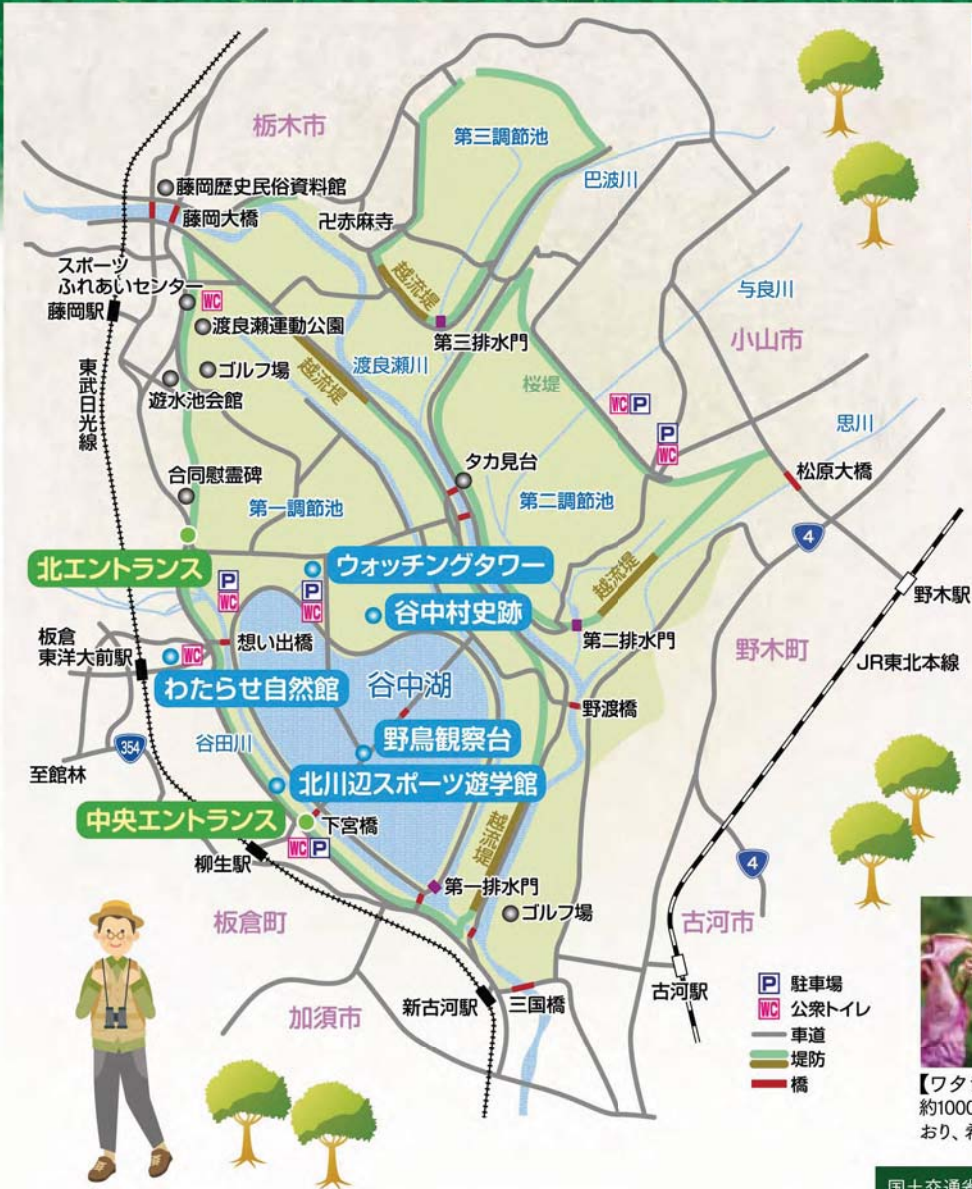 栃木市
第三調節池
藤岡歴史民俗資料館
巴波川
藤岡大橋
卍赤麻寺
スポーツ
ふれあいセンター
WC
越流堤
与良川
藤岡駅
渡良瀬運動公園
第三排水門
小山市
越流堤
渡良瀬川
ゴルフ場
桜堤
遊水池会館
東武日光線
WC P
思川
P
WC
タカ見台
松原大橋
合同慰霊碑
第一調節池
第二調節池
4
北エントランス
ウォッチングタワー
越流堤
P
WC
P
WC
野木駅
谷中村史跡
第二排水門
想い出橋
板倉
東洋大前駅
WC
野木町
JR東北本線
わたらせ自然館
谷中湖
野渡橋
354
谷田川
野鳥観察台
至館林
北川辺スポーツ遊学館
中央エントランス
下宮橋
越流堤
WC P
柳生駅
4
第一排水門
ゴルフ場
板倉町
古河市
加須市
新古河駅
三国橋
古河駅
P 駐車場
WC 公衆トイレ
車道
堤防
橋
【ワタ
約1000
おり、
国土交通省